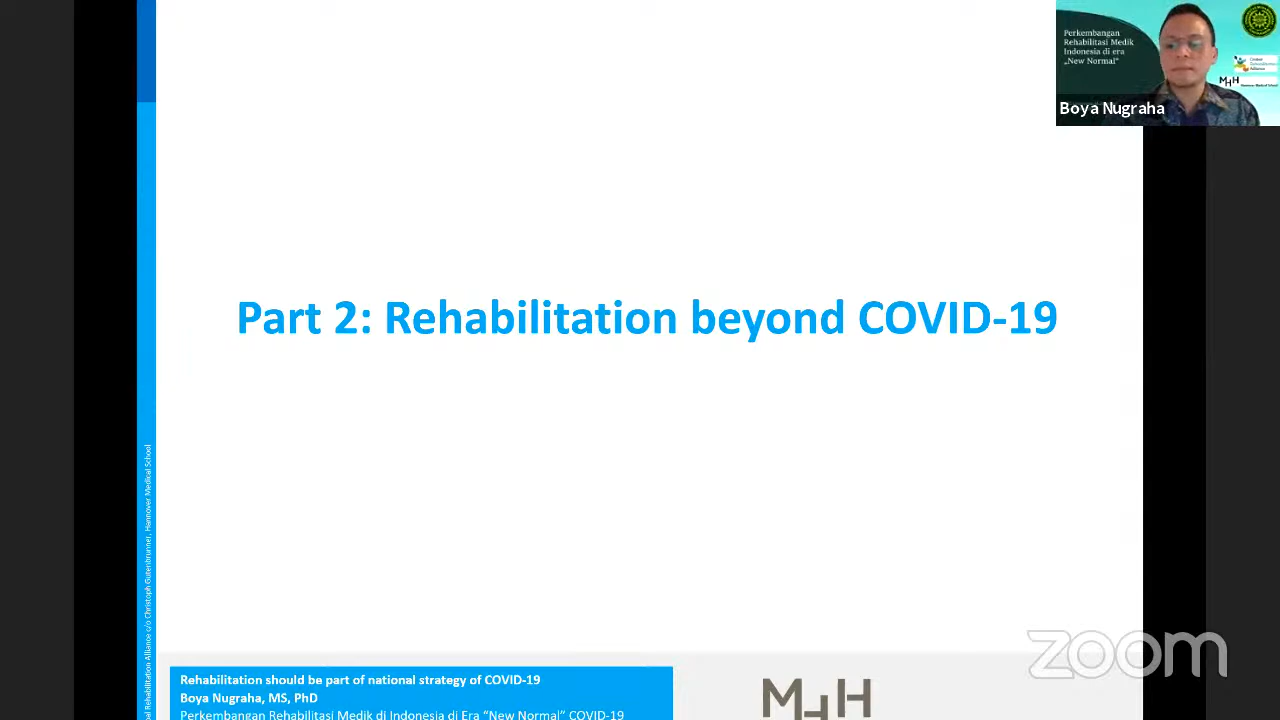 Perkembangan
Rehabilitasi Medik
Indonesia di era
„New Normal“
MHH
Boya Nugraha
Part 2: Rehabilitation beyond COVID-19
Rehabilitation Alliance c/o Christoph Gutenbrunner, Hannover Medical School
zoom
Rehabilitation should be part of national strategy of COVID-19
Boya Nugraha, MS, PhD
Perkembangan Rehabilitasi Medik di Indonesia di Era “New Normal” COVID-19
MHH